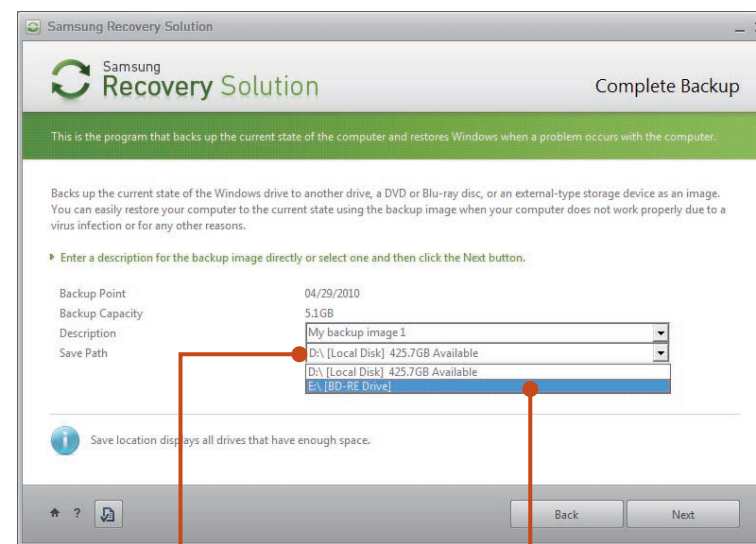 Samsung Recovery Solution
Samsung
Recovery Solution
Complete Backup
This is the program that backs up the current state of the computer and restores Windows when a problem occurs with the computer.
Backs up the current state of the Windows drive to another drive, a DVD or Blu-ray disc, or an external-type storage device as an image.
You can easily restore your computer to the current state using the backup image when your computer does not work properly due to a
virus infection or for any other reasons.
Enter a description for the backup image directly or select one and then click the Next button.
Backup Point 04/29/2010
Backup Capacity 5.1GB
Description My backup image 1
Save Path D:\ [Local Disk] 425.7GB Available
D:\ [Local Disk] 425.7GB Available
E:\ [BD-RE Drive]
Save location displays all drives that have enough space.
? Back Next